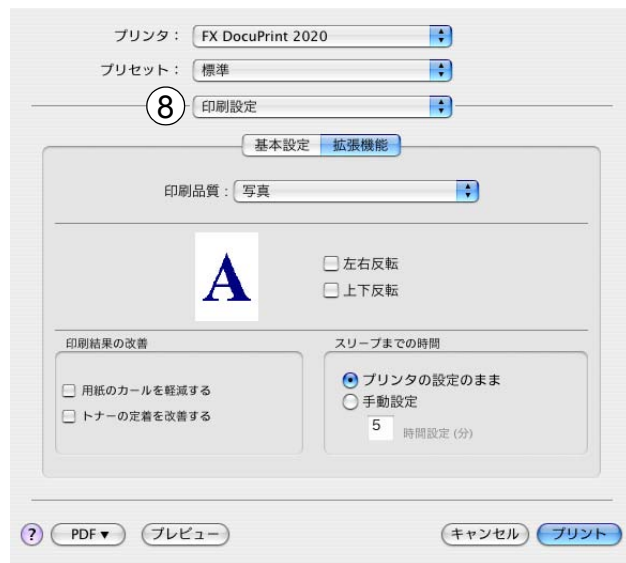 プリンタ： FX DocuPrint 2020
プリセット： 標準
⑧ 印刷設定
基本設定 拡張機能
印刷品質： 写真
A
左右反転
上下反転
印刷結果の改善
用紙のカールを軽減する
トナーの定着を改善する
スリープまでの時間
プリンタの設定のまま
手動設定
5 時間設定 (分)
? PDF▼ プレビュー キャンセル プリント